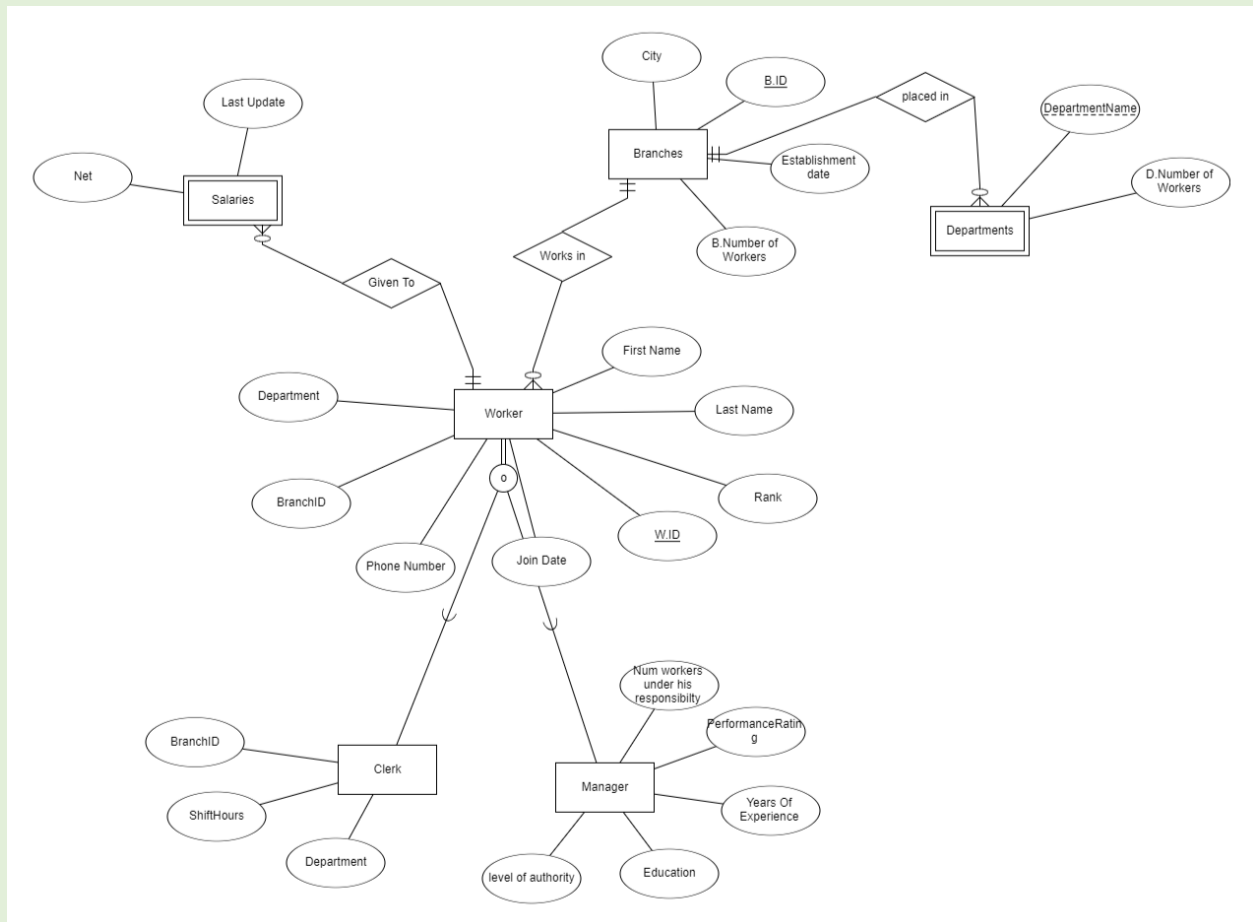 City
B.ID
placed in
Last Update
DepartmentName
Net
Branches
Establishment
date
D.Number of
Workers
Salaries
Departments
B.Number of
Workers
Works in
Given To
First Name
Department
Worker
Last Name
o
BranchID
Rank
W.ID
Phone Number
Join Date
Num workers
under his
responsibilty
PerformanceRatin
g
BranchID
Clerk
Manager
Years Of
Experience
ShiftHours
Department
level of authority
Education